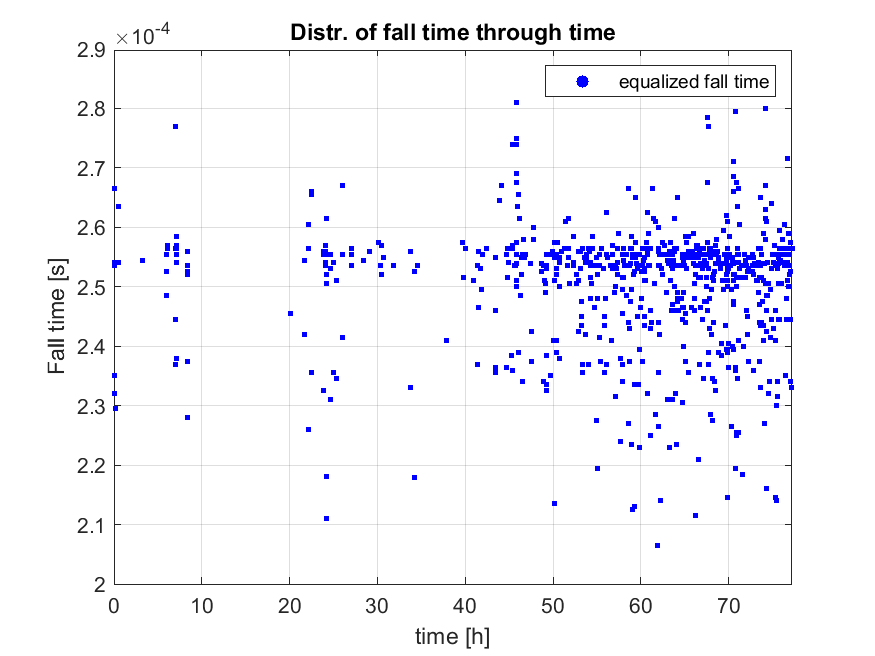 Distr. of fall time through time
×10-4
equalized fall time
2.9
2.8
2.7
2.6
2.5
2.4
2.3
2.2
2.1
2
Fall time [s]
0 10 20 30 40 50 60 70
time [h]